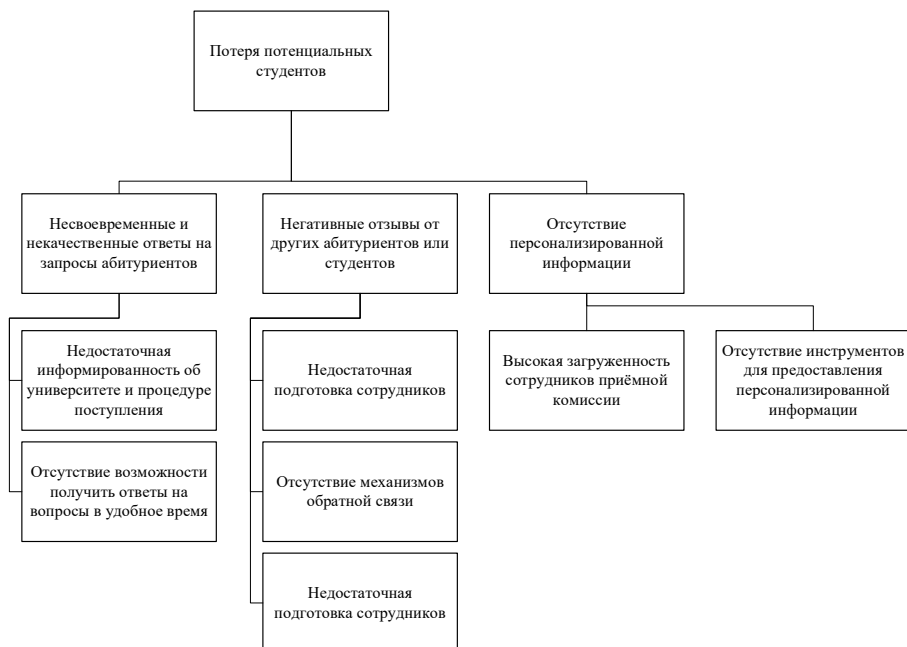 Потеря потенциальных
студентов
Несвоевременные и
некачественные ответы на
запросы абитуриентов
Негативные отзывы от
других абитуриентов или
студентов
Отсутствие
персонализированной
информации
Недостаточная
информированность об
университете и процедуре
поступления
Недостаточная
подготовка сотрудников
Высокая загруженность
сотрудников приёмной
комиссии
Отсутствие инструментов
для предоставления
персонализированной
информации
Отсутствие возможности
получить ответы на
вопросы в удобное время
Отсутствие механизмов
обратной связи
Недостаточная
подготовка сотрудников